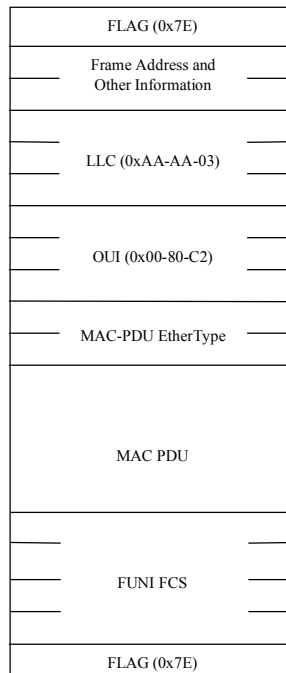 FLAG (0x7E)
Frame Address and
Other Information
LLC (0xAA-AA-03)
OUI (0x00-80-C2)
MAC-PDU EtherType
MAC PDU
FUNI FCS
FLAG (0x7E)